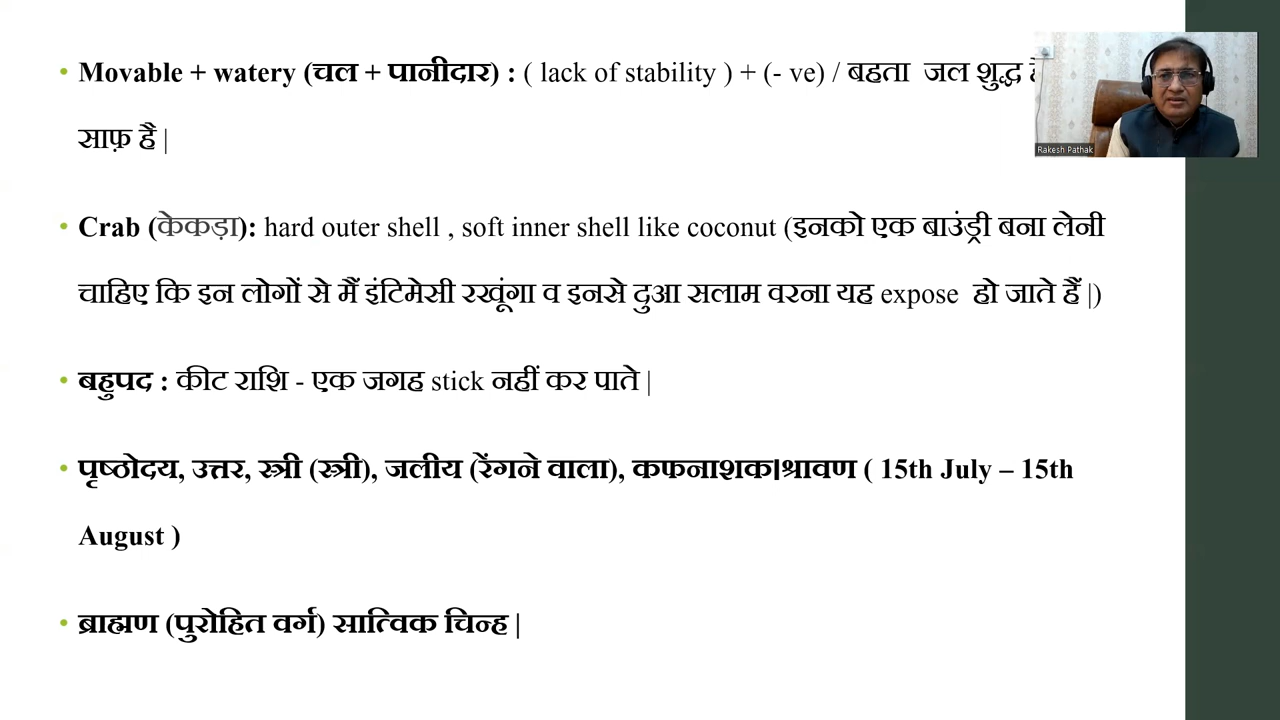 • Movable + watery (चल + पानीदार) : ( lack of stability ) + (- ve) / बहता जल शुद्ध
साफ़ है |
• Crab (केकड़ा): hard outer shell , soft inner shell like coconut (इनको एक बाउंड्री बना लेनी
चाहिए कि इन लोगों से मैं इंटिमेसी रखूंगा व इनसे दुआ सलाम वरना यह expose हो जाते हैं |)
• बहुपद : कीट राशि - एक जगह stick नहीं कर पाते |
• पृष्ठोदय, उत्तर, स्त्री (स्त्री), जलीय (रेंगने वाला), कफनाशक|श्रावण ( 15th July – 15th
August )
• ब्राह्मण (पुरोहित वर्ग) सात्विक चिन्ह |
Rakesh Pathak